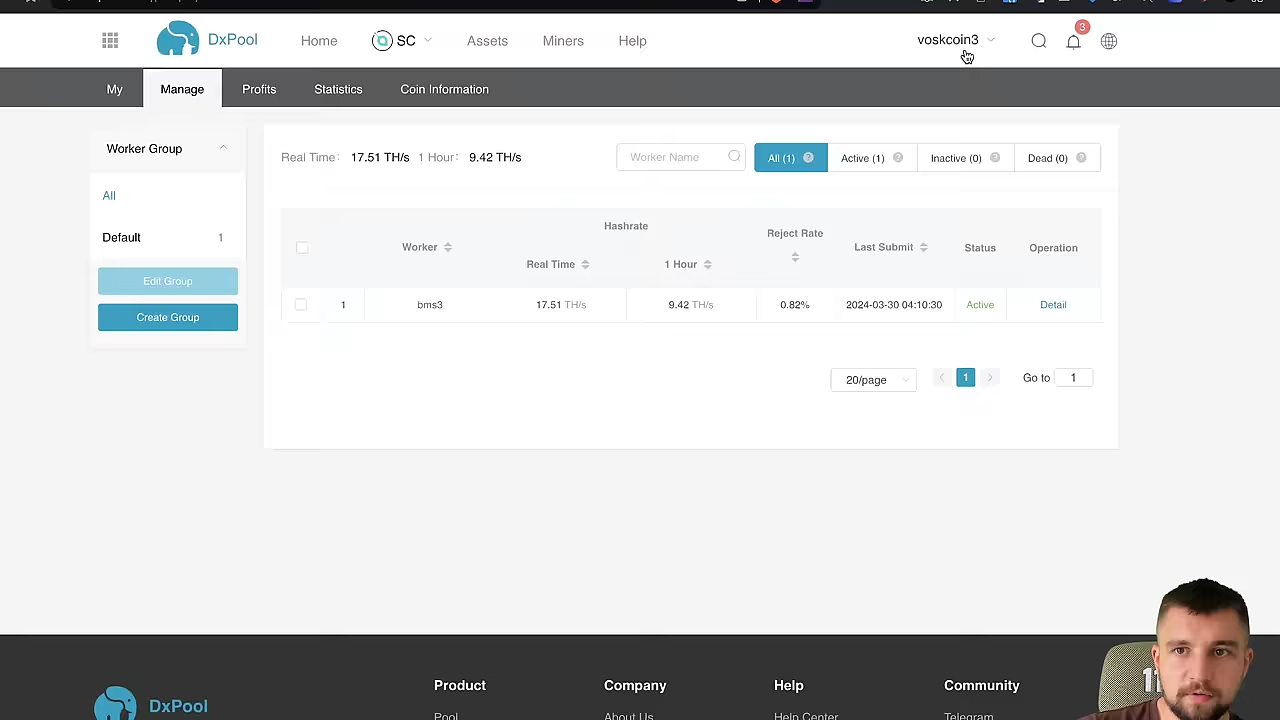 DxPool
Home
SC
Assets
Miners
Help
voskcoin3
3
My
Manage
Profits
Statistics
Coin Information
Worker Group
All
Default 1
Edit Group
Create Group
Real Time: 17.51 TH/s 1 Hour: 9.42 TH/s
Worker Name
All (1) ?
Active (1) ?
Inactive (0) ?
Dead (0) ?
Worker
Hashrate
Real Time
1 Hour
Reject Rate
Last Submit
Status
Operation
1 bms3 17.51 TH/s 9.42 TH/s 0.82% 2024-03-30 04:10:30 Active Detail
20/page
1
Go to 1
DxPool
Product
Pool
Company
About Us
Help
Help Center
Community
Telegram